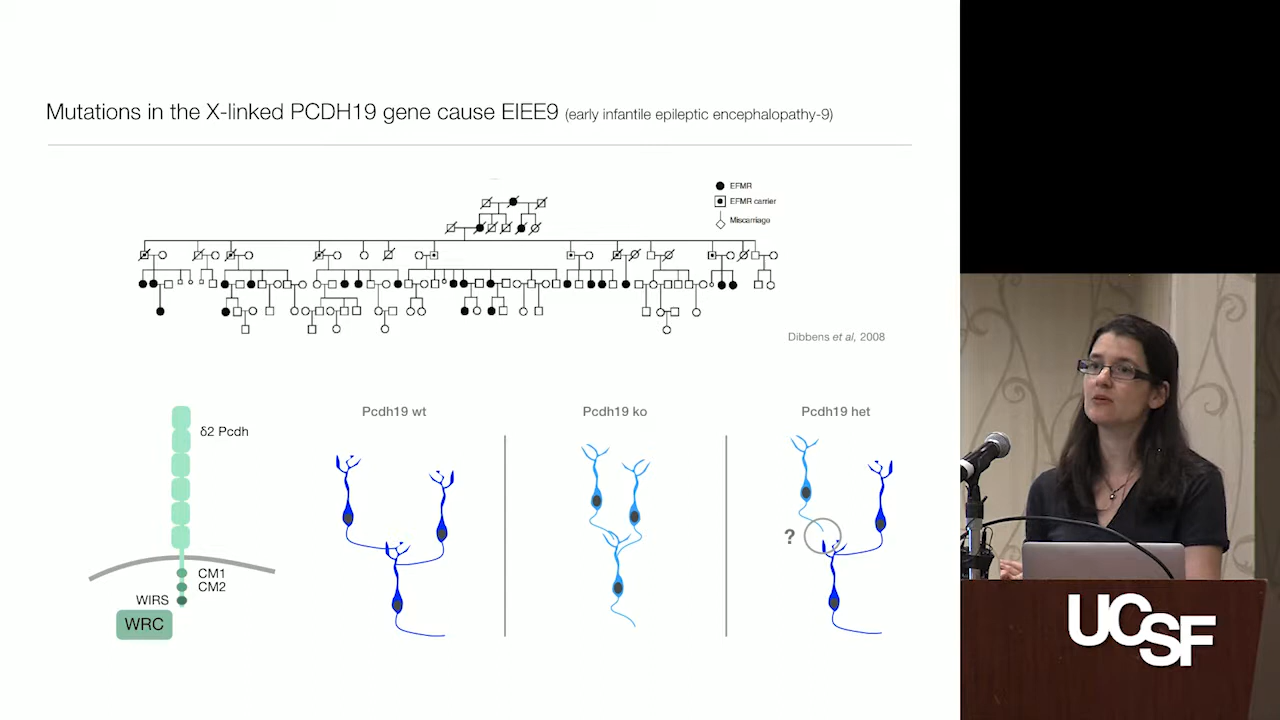 Mutations in the X-linked PCDH19 gene cause EIEE9 (early infantile epileptic encephalopathy-9)
EFMR
EFMR carrier
Miscarriage
Dibbens et al, 2008
δ2 Pcdh
CM1
CM2
WIRS
WRC
Pcdh19 wt
Pcdh19 ko
Pcdh19 het
?
UCSF